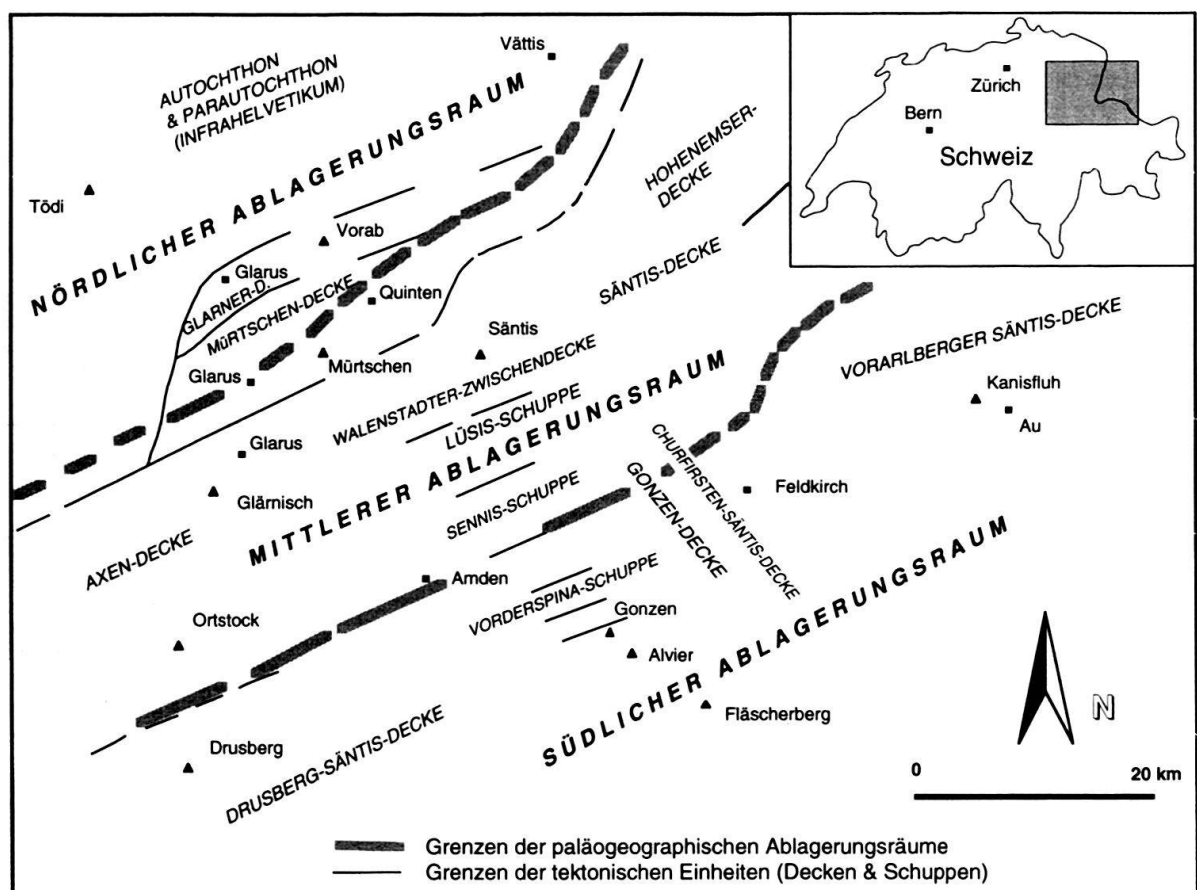 AUTOCHTHON
& PARAUTOCHTHON
(INFRAHELVETIKUM)
Vättis
Zürich
Bern
Schweiz
Tödi
NÖRDLICHER ABLAGERUNGSRAUM
HOHENEMSER-
DECKE
Vorab
Glarus
GLARNER-D.
MÜRTSCHEN-DECKE
Quinten
SÄNTIS-DECKE
Säntis
Mürtschen
Glarus
WALENSTADTER-ZWISCHENDECKE
LÜSIS-SCHUPPE
VORARLBERGER SÄNTIS-DECKE
Kanisfluh
Au
Glarus
Glärnisch
MITTLERER ABLAGERUNGSRAUM
SENNIS-SCHUPPE
CHURFIRSTEN-SÄNTIS-DECKE
GONZEN-DECKE
Feldkirch
AXEN-DECKE
Amden
VORDERSPINA-SCHUPPE
Ortstock
Gonzen
Alvier
SÜDLICHER ABLAGERUNGSRAUM
Fläscherberg
N
Drusberg
DRUSBERG-SÄNTIS-DECKE
0 20 km
Grenzen der paläogeographischen Ablagerungsräume
Grenzen der tektonischen Einheiten (Decken & Schuppen)